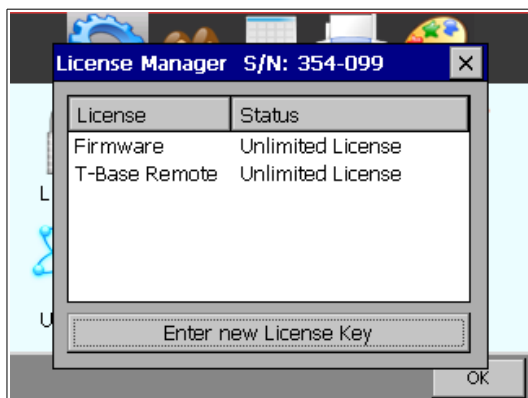 License Manager S/N: 354-099
License Status
Firmware Unlimited License
T-Base Remote Unlimited License
L
U
Enter new License Key
OK